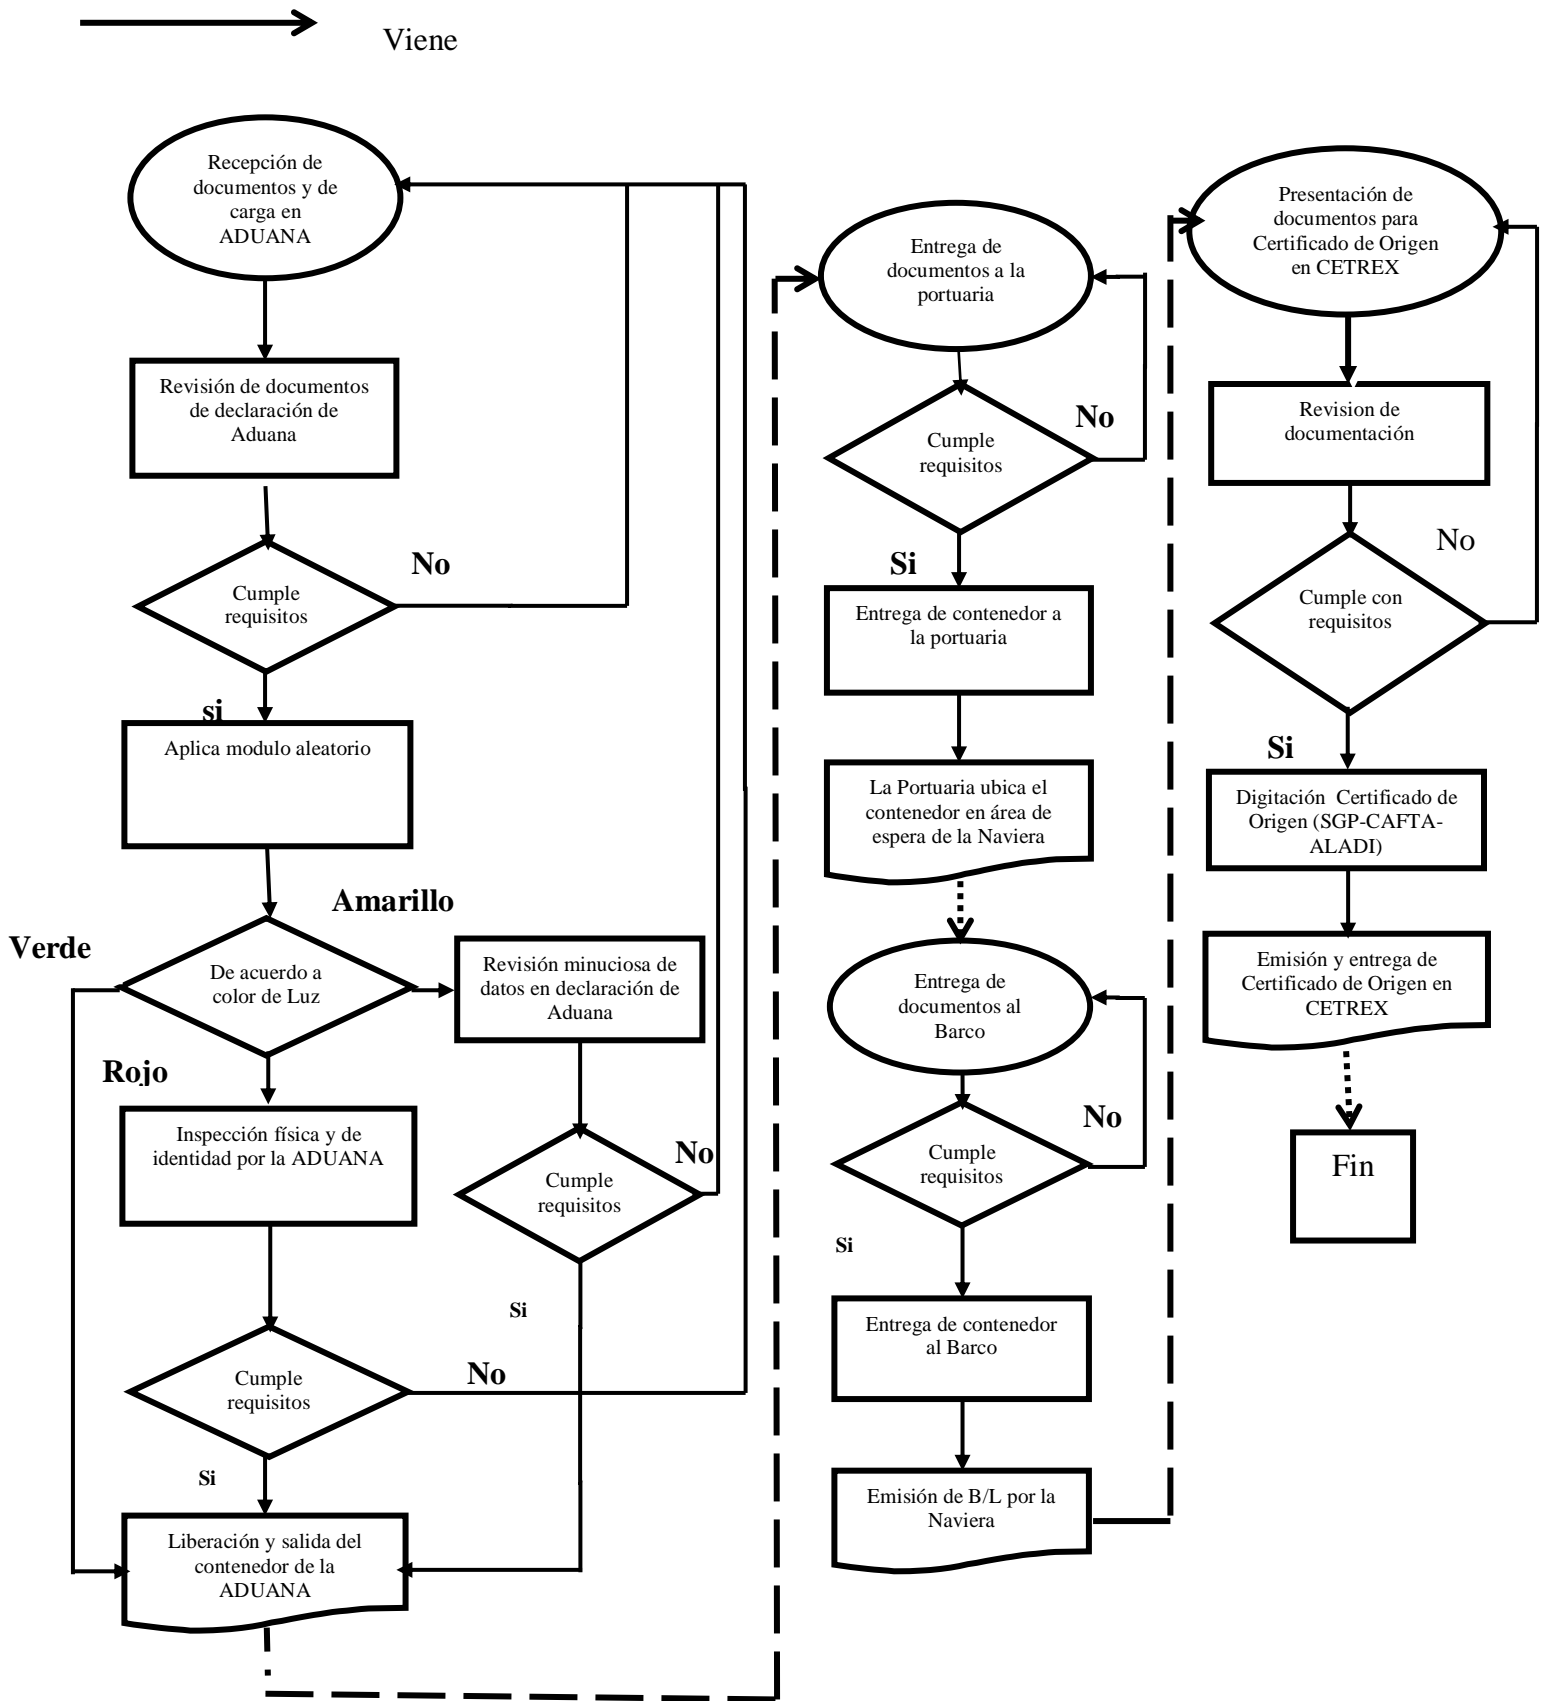 Viene
Recepción de
documentos y de
carga en
ADUANA
Revisión de documentos
de declaración de
Aduana
No
Cumple
requisitos
si
Aplica modulo aleatorio
Amarillo
Verde
De acuerdo a
color de Luz
Revisión minuciosa de
datos en declaración de
Aduana
Rojo
Inspección física y de
identidad por la ADUANA
No
Cumple
requisitos
Si
Cumple
requisitos
No
Si
Liberación y salida del
contenedor de la
ADUANA
Entrega de
documentos a la
portuaria
No
Cumple
requisitos
Si
Entrega de contenedor a
la portuaria
La Portuaria ubica el
contenedor en área de
espera de la Naviera
Entrega de
documentos al
Barco
No
Cumple
requisitos
Si
Entrega de contenedor
al Barco
Emisión de B/L por la
Naviera
Presentación de
documentos para
Certificado de Origen
en CETREX
Revision de
documentación
No
Cumple con
requisitos
Si
Digitación  Certificado de
Origen (SGP-CAFTA-
ALADI)
Emisión y entrega de
Certificado de Origen en
CETREX
Fin